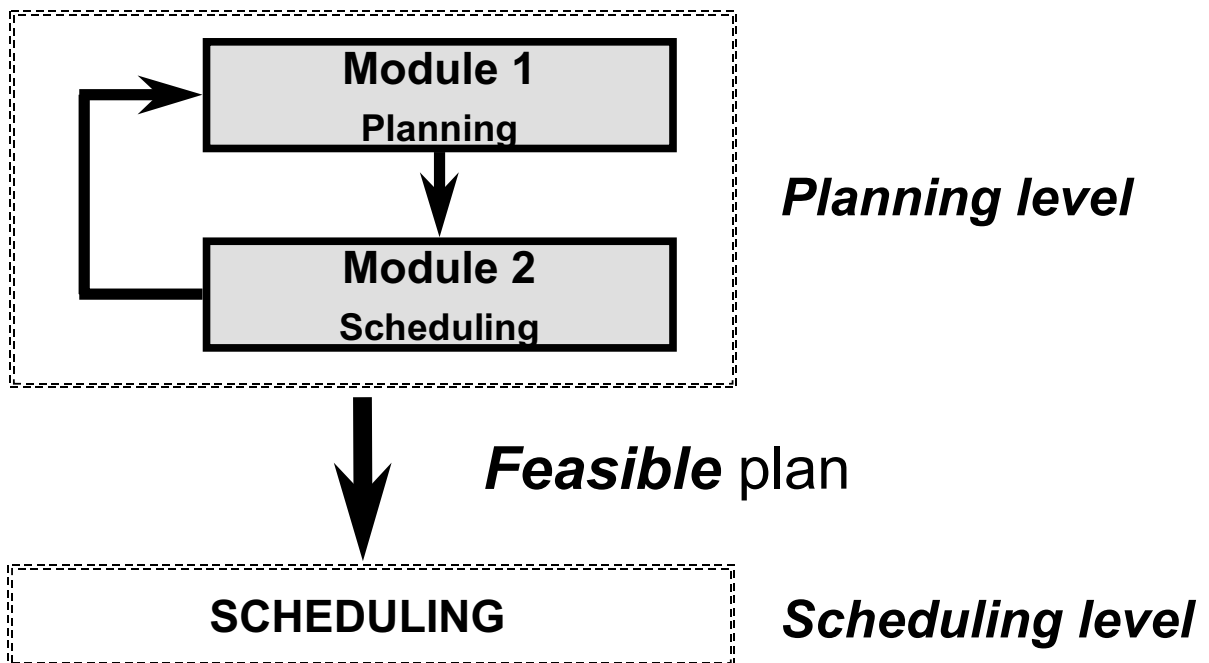 Module 1
Planning
Planning level
Module 2
Scheduling
Feasible plan
SCHEDULING
Scheduling level